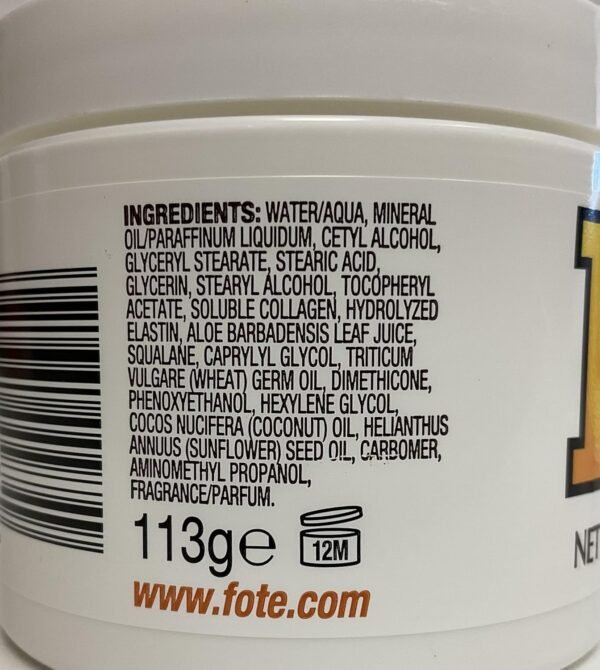 INGREDIENTS: WATER/AQUA, MINERAL
OIL/PARAFFINUM LIQUIDUM, CETYL ALCOHOL,
GLYCERYL STEARATE, STEARIC ACID,
GLYCERIN, STEARYL ALCOHOL, TOCOPHERYL
ACETATE, SOLUBLE COLLAGEN, HYDROLYZED
ELASTIN, ALOE BARBADENSIS LEAF JUICE,
SQUALANE, CAPRYLYL GLYCOL, TRITICUM
VULGARE (WHEAT) GERM OIL, DIMETHICONE,
PHENOXYETHANOL, HEXYLENE GLYCOL,
COCOS NUCIFERA (COCONUT) OIL, HELIANTHUS
ANNUUS (SUNFLOWER) SEED OIL, CARBOMER,
AMINOMETHYL PROPANOL,
FRAGRANCE/PARFUM.
113g℮ 12M
www.fote.com
NET